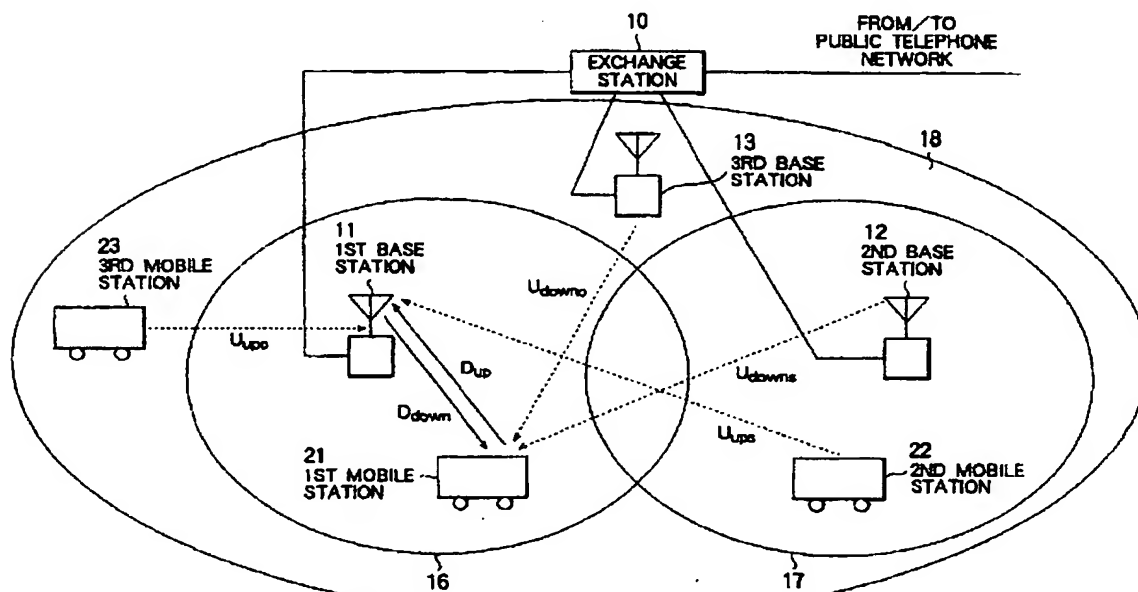 10
EXCHANGE
STATION
FROM/TO
PUBLIC TELEPHONE
NETWORK
18
13
3RD BASE
STATION
11
1ST BASE
STATION
12
2ND BASE
STATION
23
3RD MOBILE
STATION
Udowno
Uupo
Dup
Ddown
Udowns
Uups
21
1ST MOBILE
STATION
22
2ND MOBILE
STATION
16
17